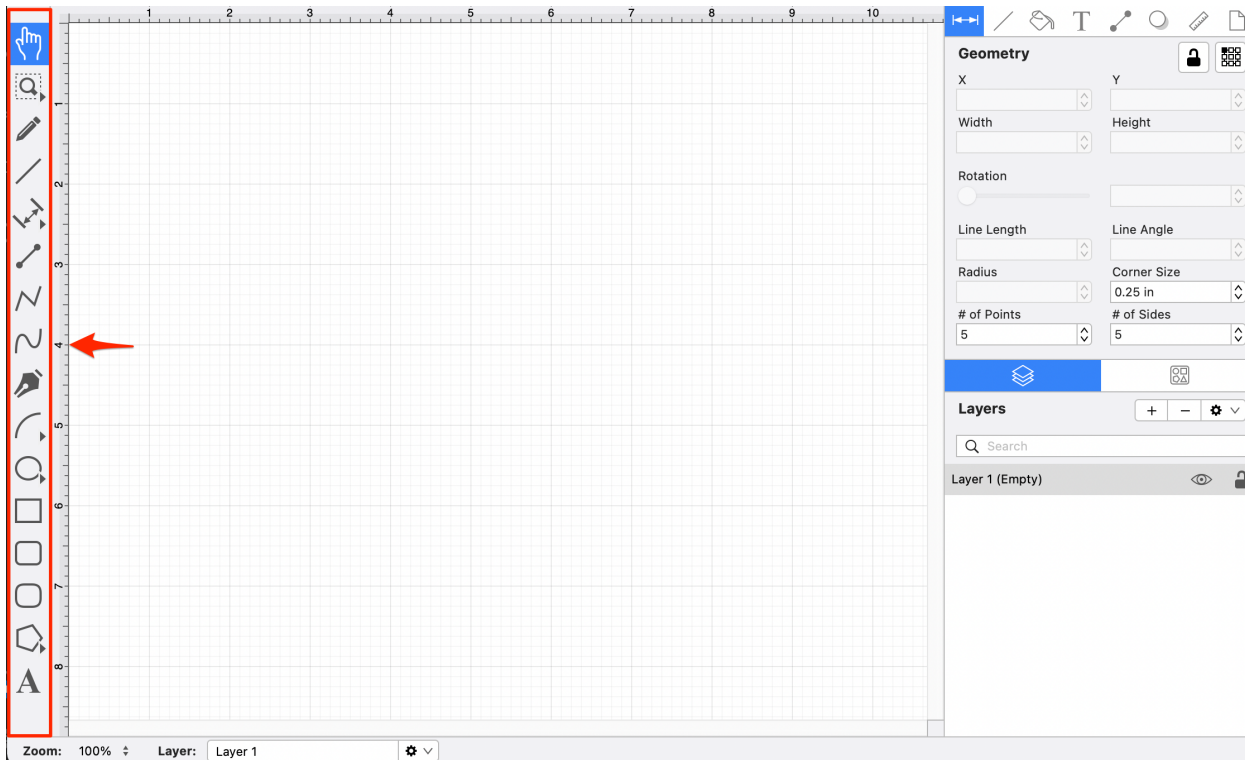 1 2 3 4 5 6 7 8 9 10
T
Geometry
X Y
1
Width Height
2
Rotation
Line Length Line Angle
3
Radius Corner Size
0.25 in
# of Points # of Sides
5 5
4
Layers
5
Search
Layer 1 (Empty)
6
7
8
A
Zoom: 100% Layer: Layer 1